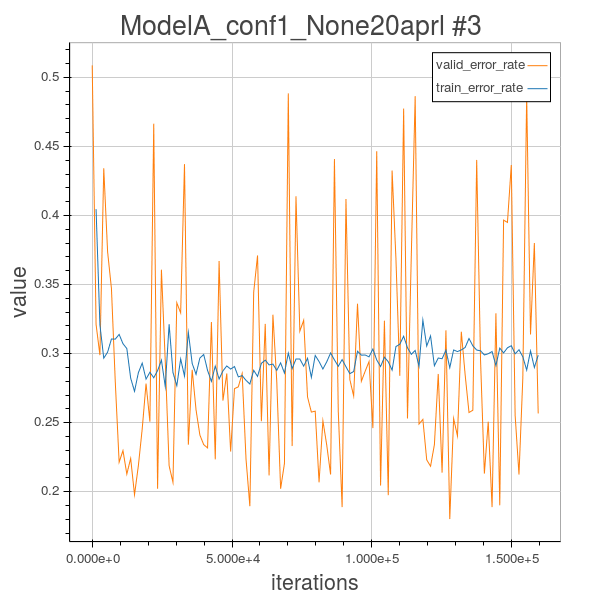 ModelA_conf1_None20aprl #3
valid_error_rate
train_error_rate
0.5
0.45
0.4
0.35
0.3
0.25
0.2
value
0.000e+0 5.000e+4 1.000e+5 1.500e+5
iterations